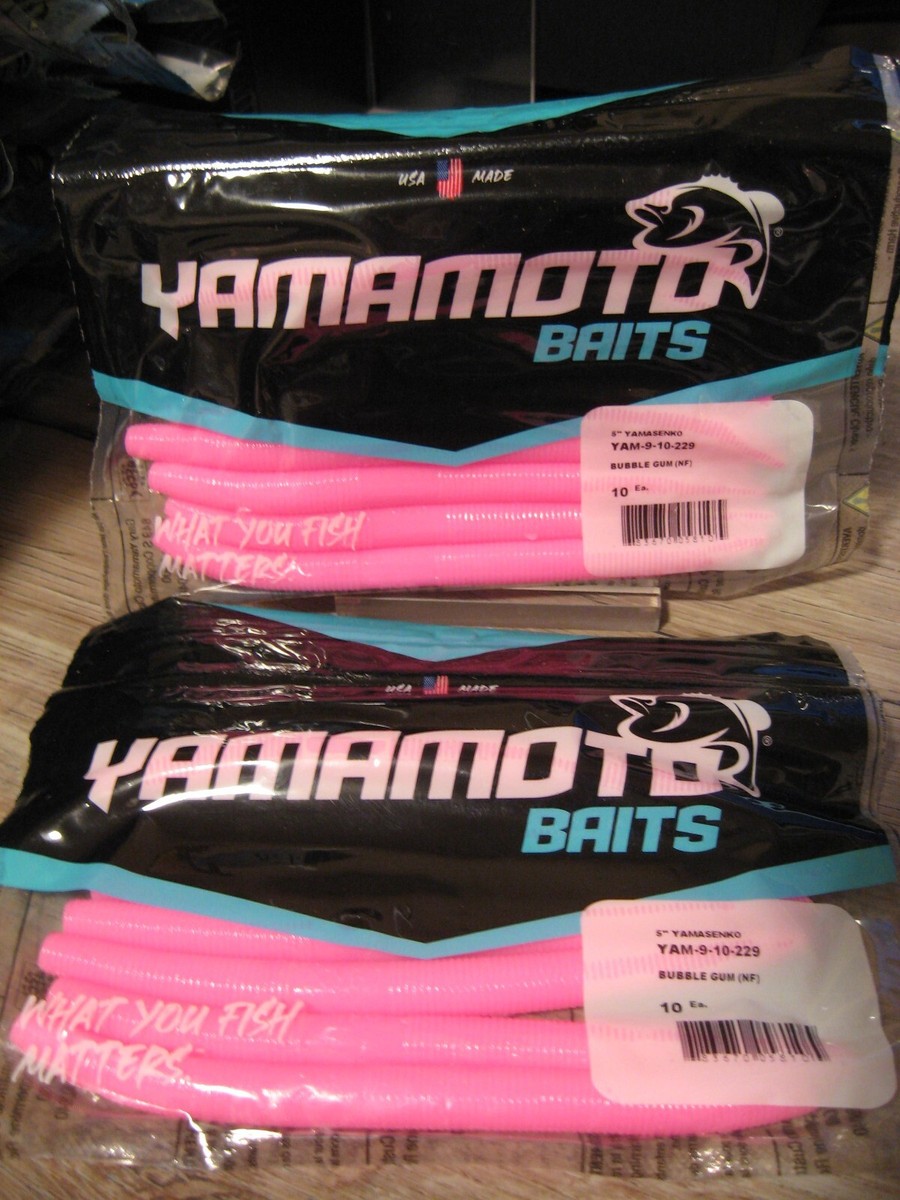 USA MADE
YAMAMOTO
®
BAITS
5" YAMASENKO
YAM-9-10-229
BUBBLE GUM (NF)
10 Ea.
WHAT YOU FISH
MATTERS.
USA MADE
YAMAMOTO
®
BAITS
5" YAMASENKO
YAM-9-10-229
BUBBLE GUM (NF)
10 Ea.
WHAT YOU FISH
MATTERS.